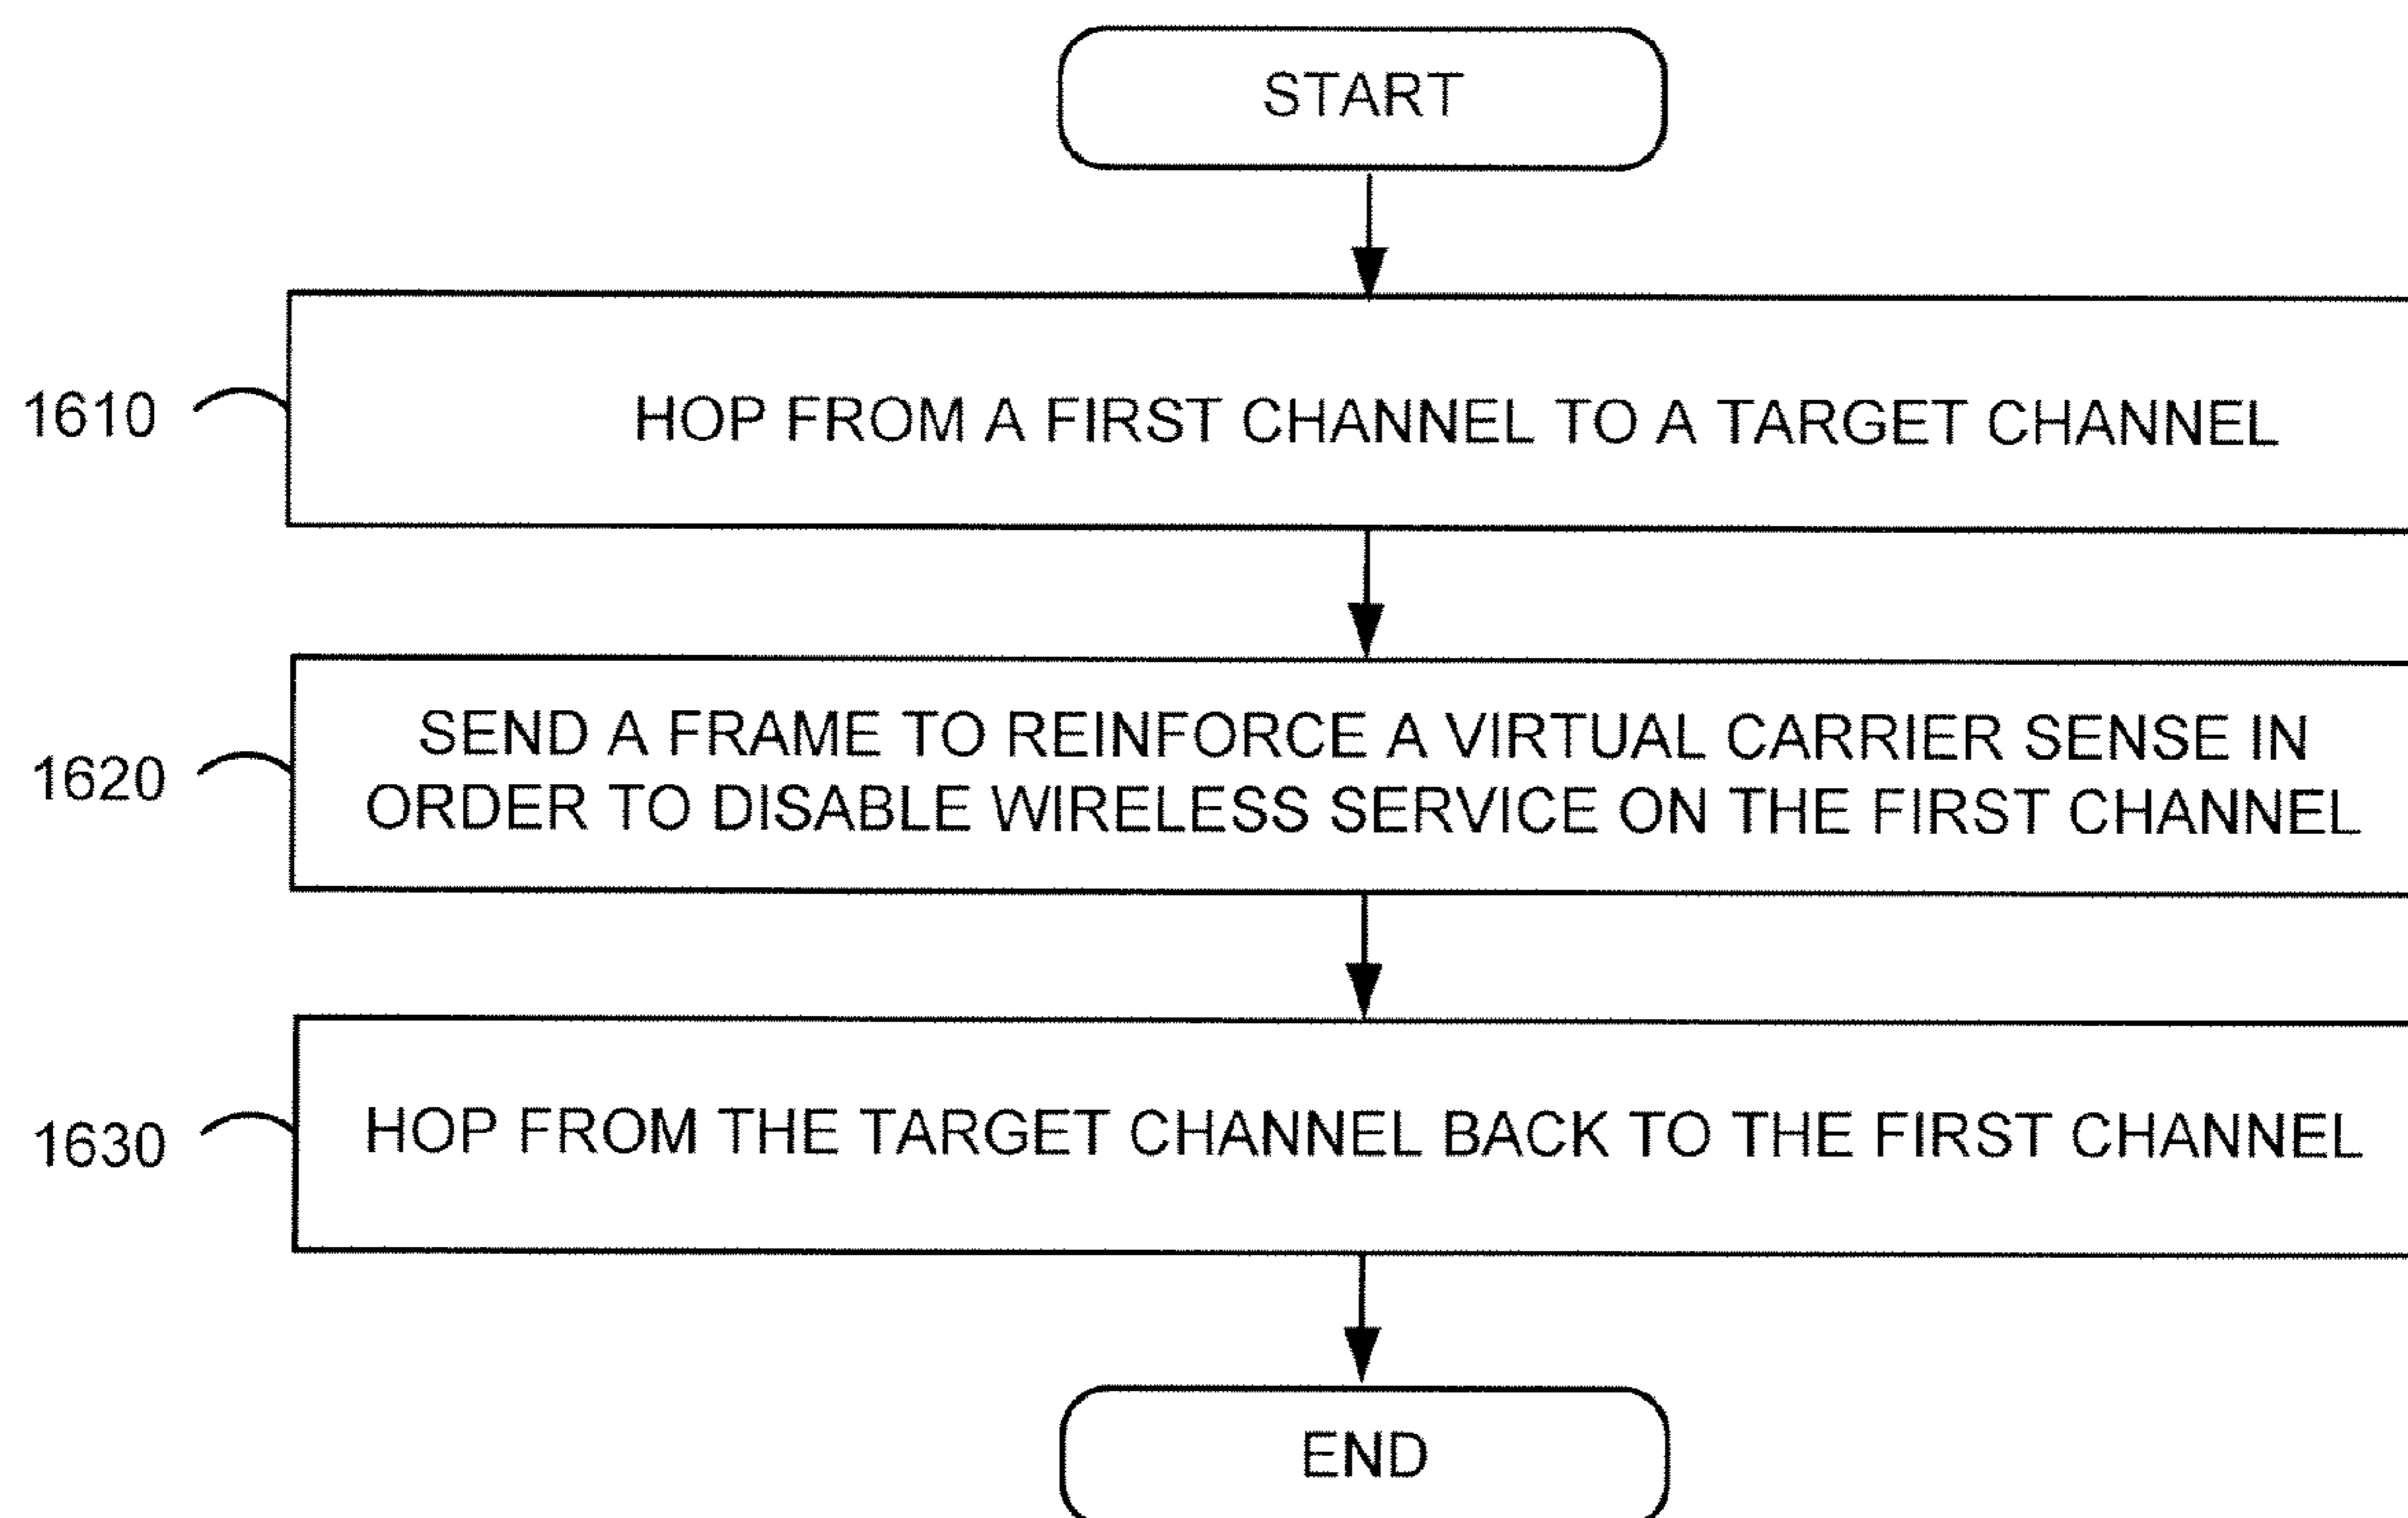 START
1610
HOP FROM A FIRST CHANNEL TO A TARGET CHANNEL
1620
SEND A FRAME TO REINFORCE A VIRTUAL CARRIER SENSE IN
ORDER TO DISABLE WIRELESS SERVICE ON THE FIRST CHANNEL
1630
HOP FROM THE TARGET CHANNEL BACK TO THE FIRST CHANNEL
END